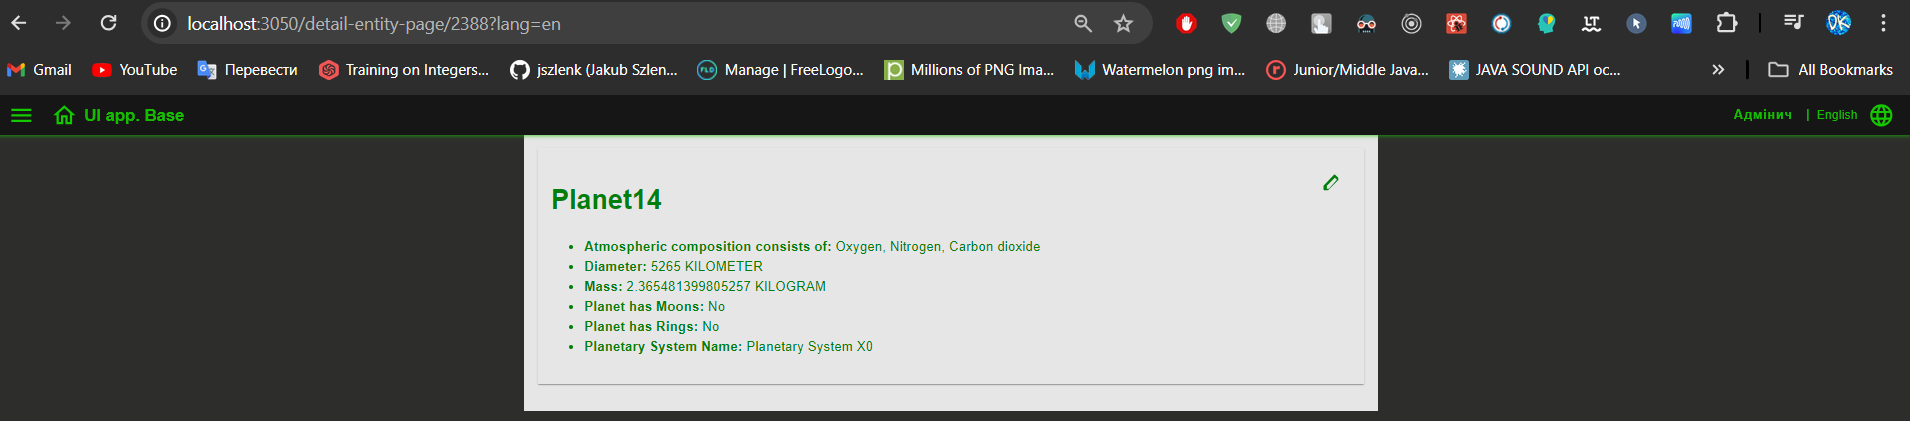 localhost:3050/detail-entity-page/2388?lang=en
Gmail YouTube Перевести Training on Integers... jszlenk (Jakub Szlen... FLD Manage | FreeLogo... Millions of PNG Ima... Watermelon png im... Junior/Middle Java... JAVA SOUND API oc... » All Bookmarks
UI app. Base Адмінич | English
Planet14
• Atmospheric composition consists of: Oxygen, Nitrogen, Carbon dioxide
• Diameter: 5265 KILOMETER
• Mass: 2.365481399805257 KILOGRAM
• Planet has Moons: No
• Planet has Rings: No
• Planetary System Name: Planetary System X0